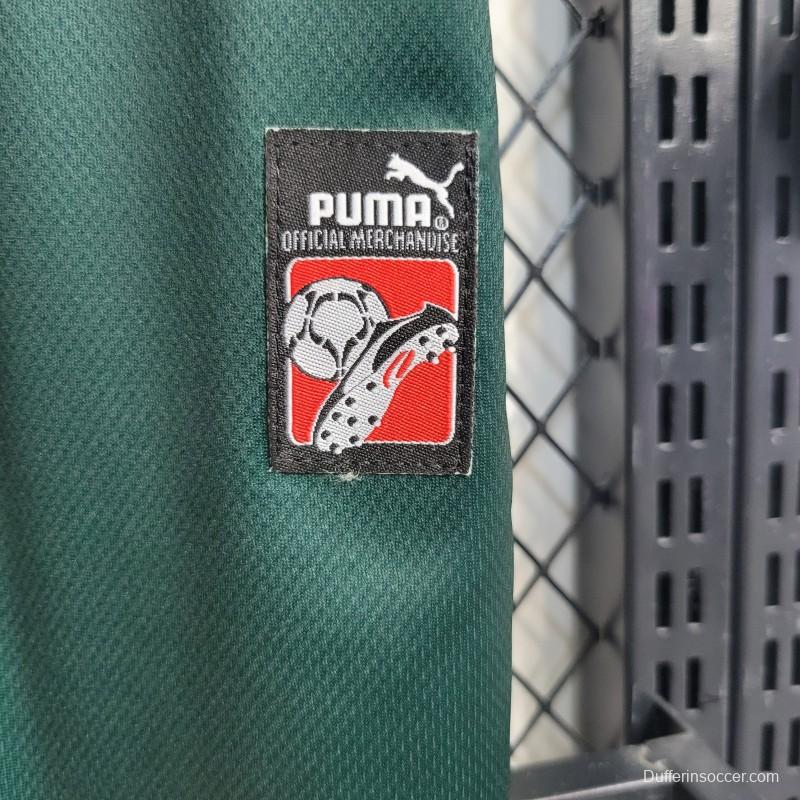 PUMA®
OFFICIAL MERCHANDISE
Dufferinsoccer.com